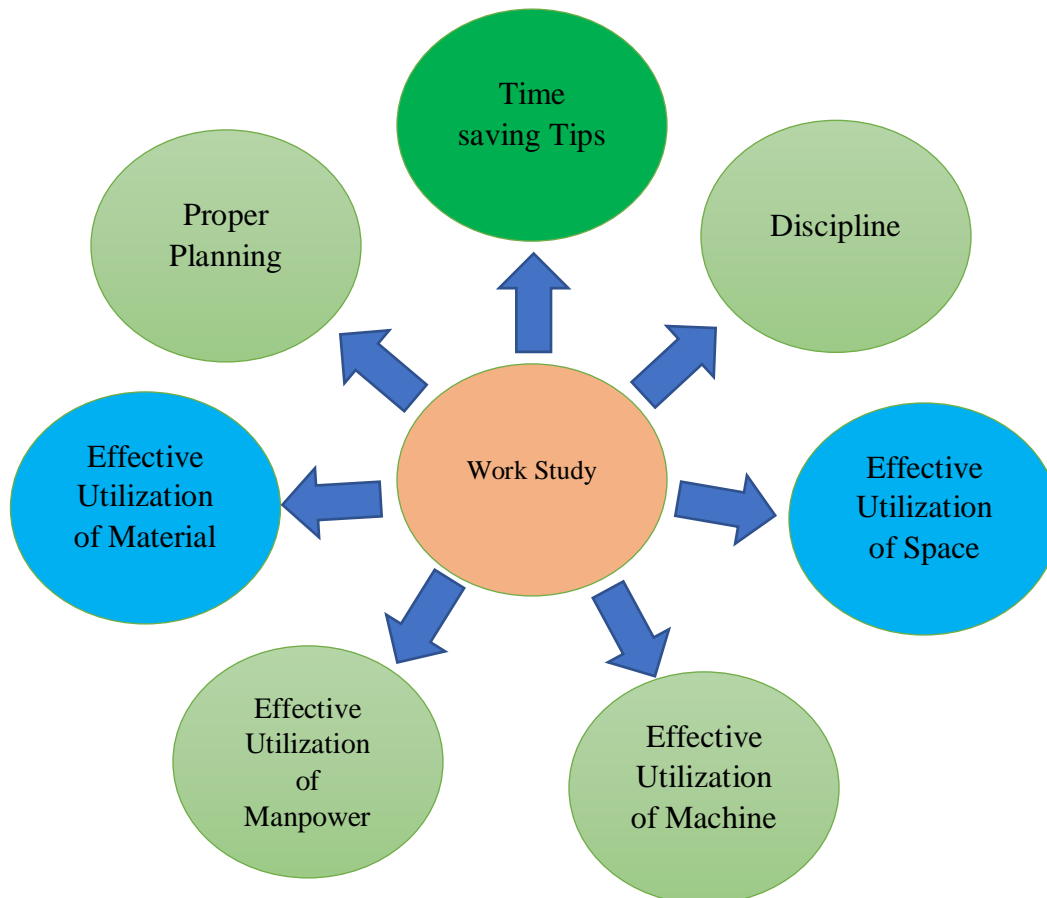 Time
saving Tips
Proper
Planning
Discipline
Effective
Utilization
of Material
Work Study
Effective
Utilization
of Space
Effective
Utilization
of
Manpower
Effective
Utilization
of Machine